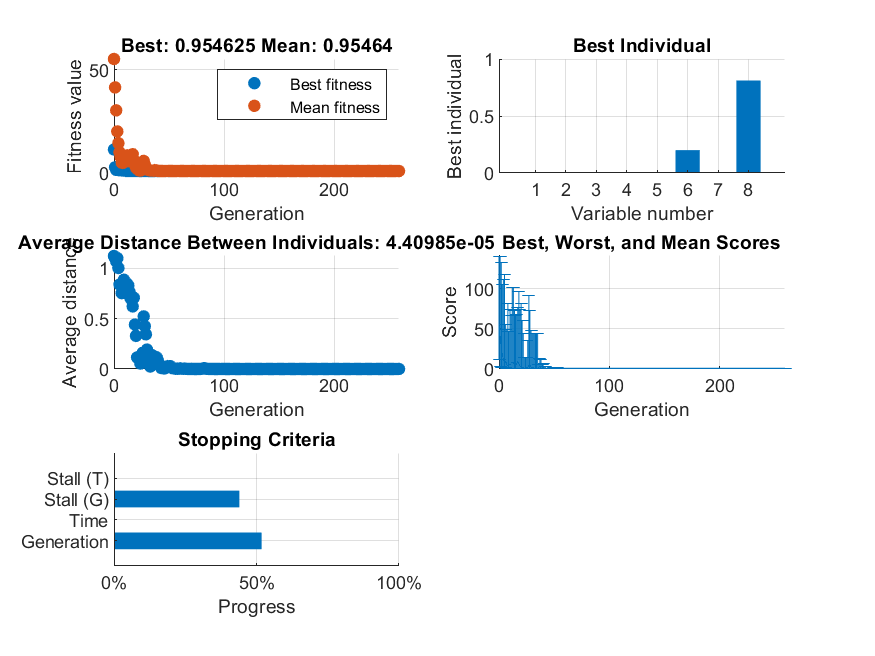 Best: 0.954625 Mean: 0.95464
Fitness value
50
0
Best fitness
Mean fitness
0 100 200
Generation
Best Individual
Best individual
1
0.5
0
1 2 3 4 5 6 7 8
Variable number
Average Distance Between Individuals: 4.40985e-05
Average distance
1
0.5
0
0 100 200
Generation
Best, Worst, and Mean Scores
Score
100
50
0
0 100 200
Generation
Stopping Criteria
Stall (T)
Stall (G)
Time
Generation
0% 50% 100%
Progress